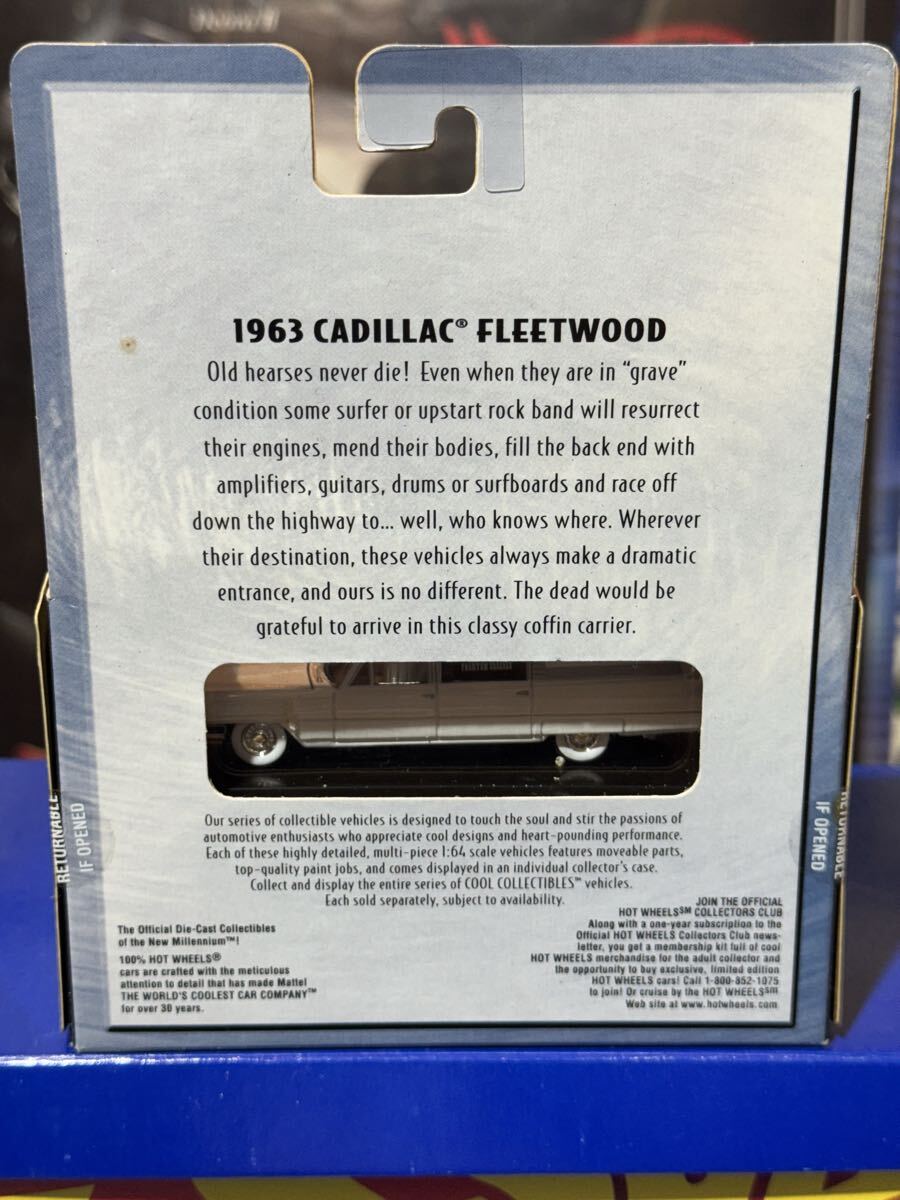 1963 CADILLAC® FLEETWOOD
Old hearses never die! Even when they are in “grave”
condition some surfer or upstart rock band will resurrect
their engines, mend their bodies, fill the back end with
amplifiers, guitars, drums or surfboards and race off
down the highway to... well, who knows where. Wherever
their destination, these vehicles always make a dramatic
entrance, and ours is no different. The dead would be
grateful to arrive in this classy coffin carrier.
Our series of collectible vehicles is designed to touch the soul and stir the passions of
automotive enthusiasts who appreciate cool designs and heart-pounding performance.
Each of these highly detailed, multi-piece 1:64 scale vehicles features moveable parts,
top-quality paint jobs, and comes displayed in an individual collector's case.
Collect and display the entire series of COOL COLLECTIBLES™ vehicles.
Each sold separately, subject to availability.
The Official Die-Cast Collectibles
of the New Millennium™!
100% HOT WHEELS®
cars are crafted with the meticulous
attention to detail that has made Mattel
THE WORLD'S COOLEST CAR COMPANY™
for over 30 years.
JOIN THE OFFICIAL
HOT WHEELS℠ COLLECTORS CLUB
Along with a one-year subscription to the
Official HOT WHEELS Collectors Club news-
letter, you get a membership kit full of cool
HOT WHEELS merchandise for the adult collector and
the opportunity to buy exclusive, limited edition
HOT WHEELS cars! Call 1-800-852-1075
to join! Or cruise by the HOT WHEELS℠
Web site at www.hotwheels.com
RETURNABLE
IF OPENED
IF OPENED
RETURNABLE